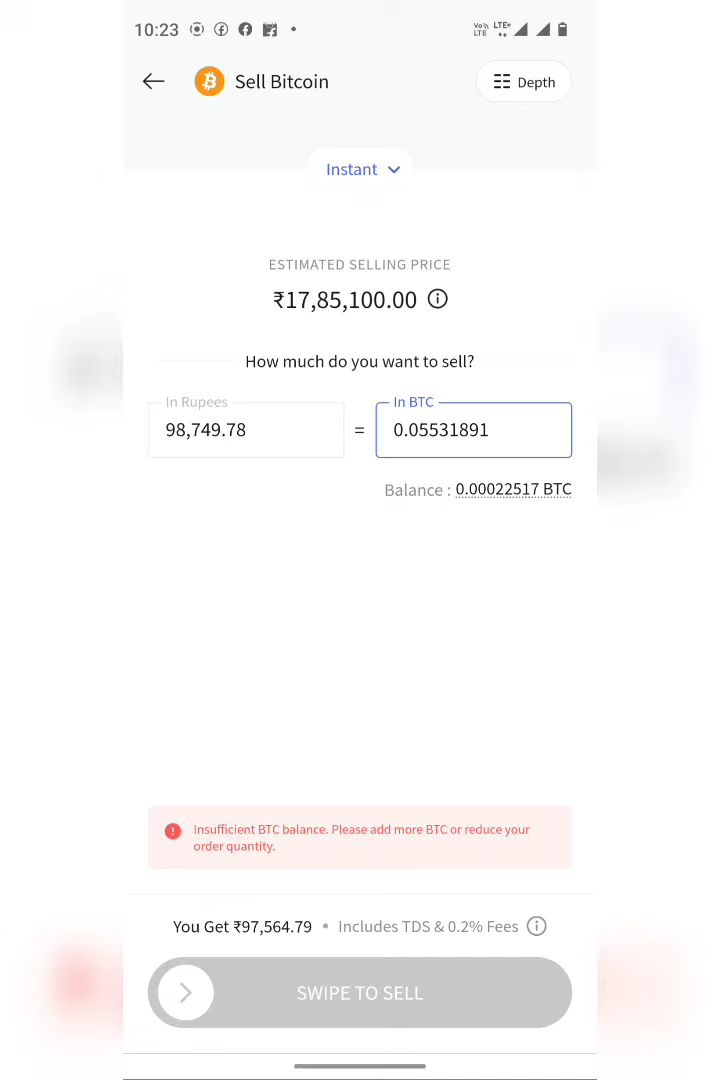 10:23
Vo)) LTE LTE+
Sell Bitcoin
Depth
Instant
ESTIMATED SELLING PRICE
₹17,85,100.00
How much do you want to sell?
In Rupees In BTC
98,749.78 = 0.05531891
Balance : 0.00022517 BTC
Insufficient BTC balance. Please add more BTC or reduce your
order quantity.
You Get ₹97,564.79 • Includes TDS & 0.2% Fees
SWIPE TO SELL